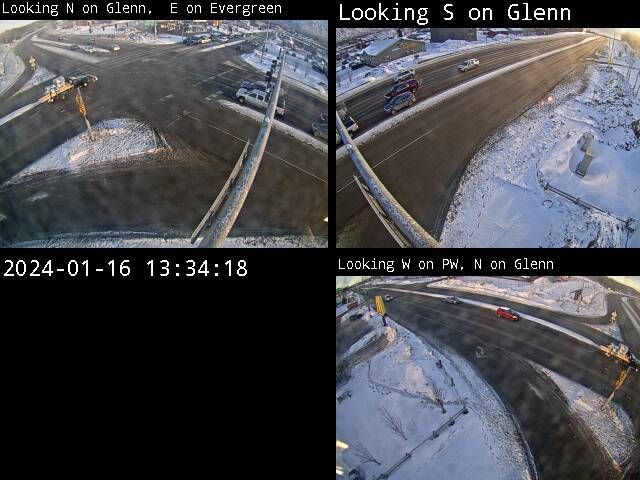 Looking N on Glenn, E on Evergreen
Looking S on Glenn
2024-01-16 13:34:18
Looking W on PW, N on Glenn